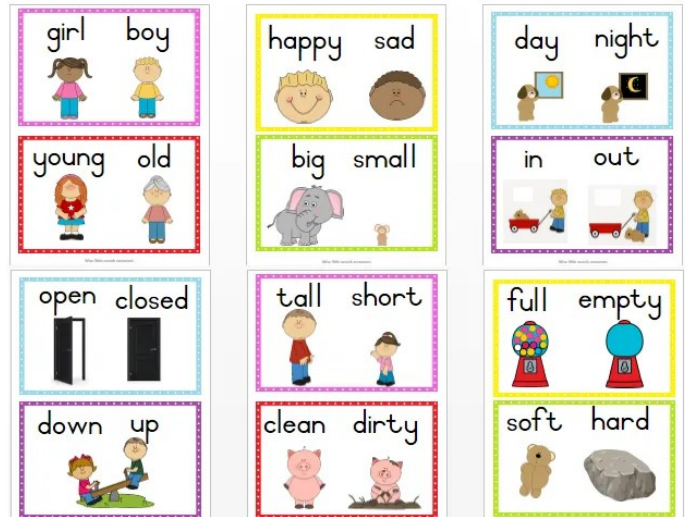 girl boy
young old
happy sad
big small
day night
in out
open closed
down up
tall short
clean dirty
full empty
soft hard